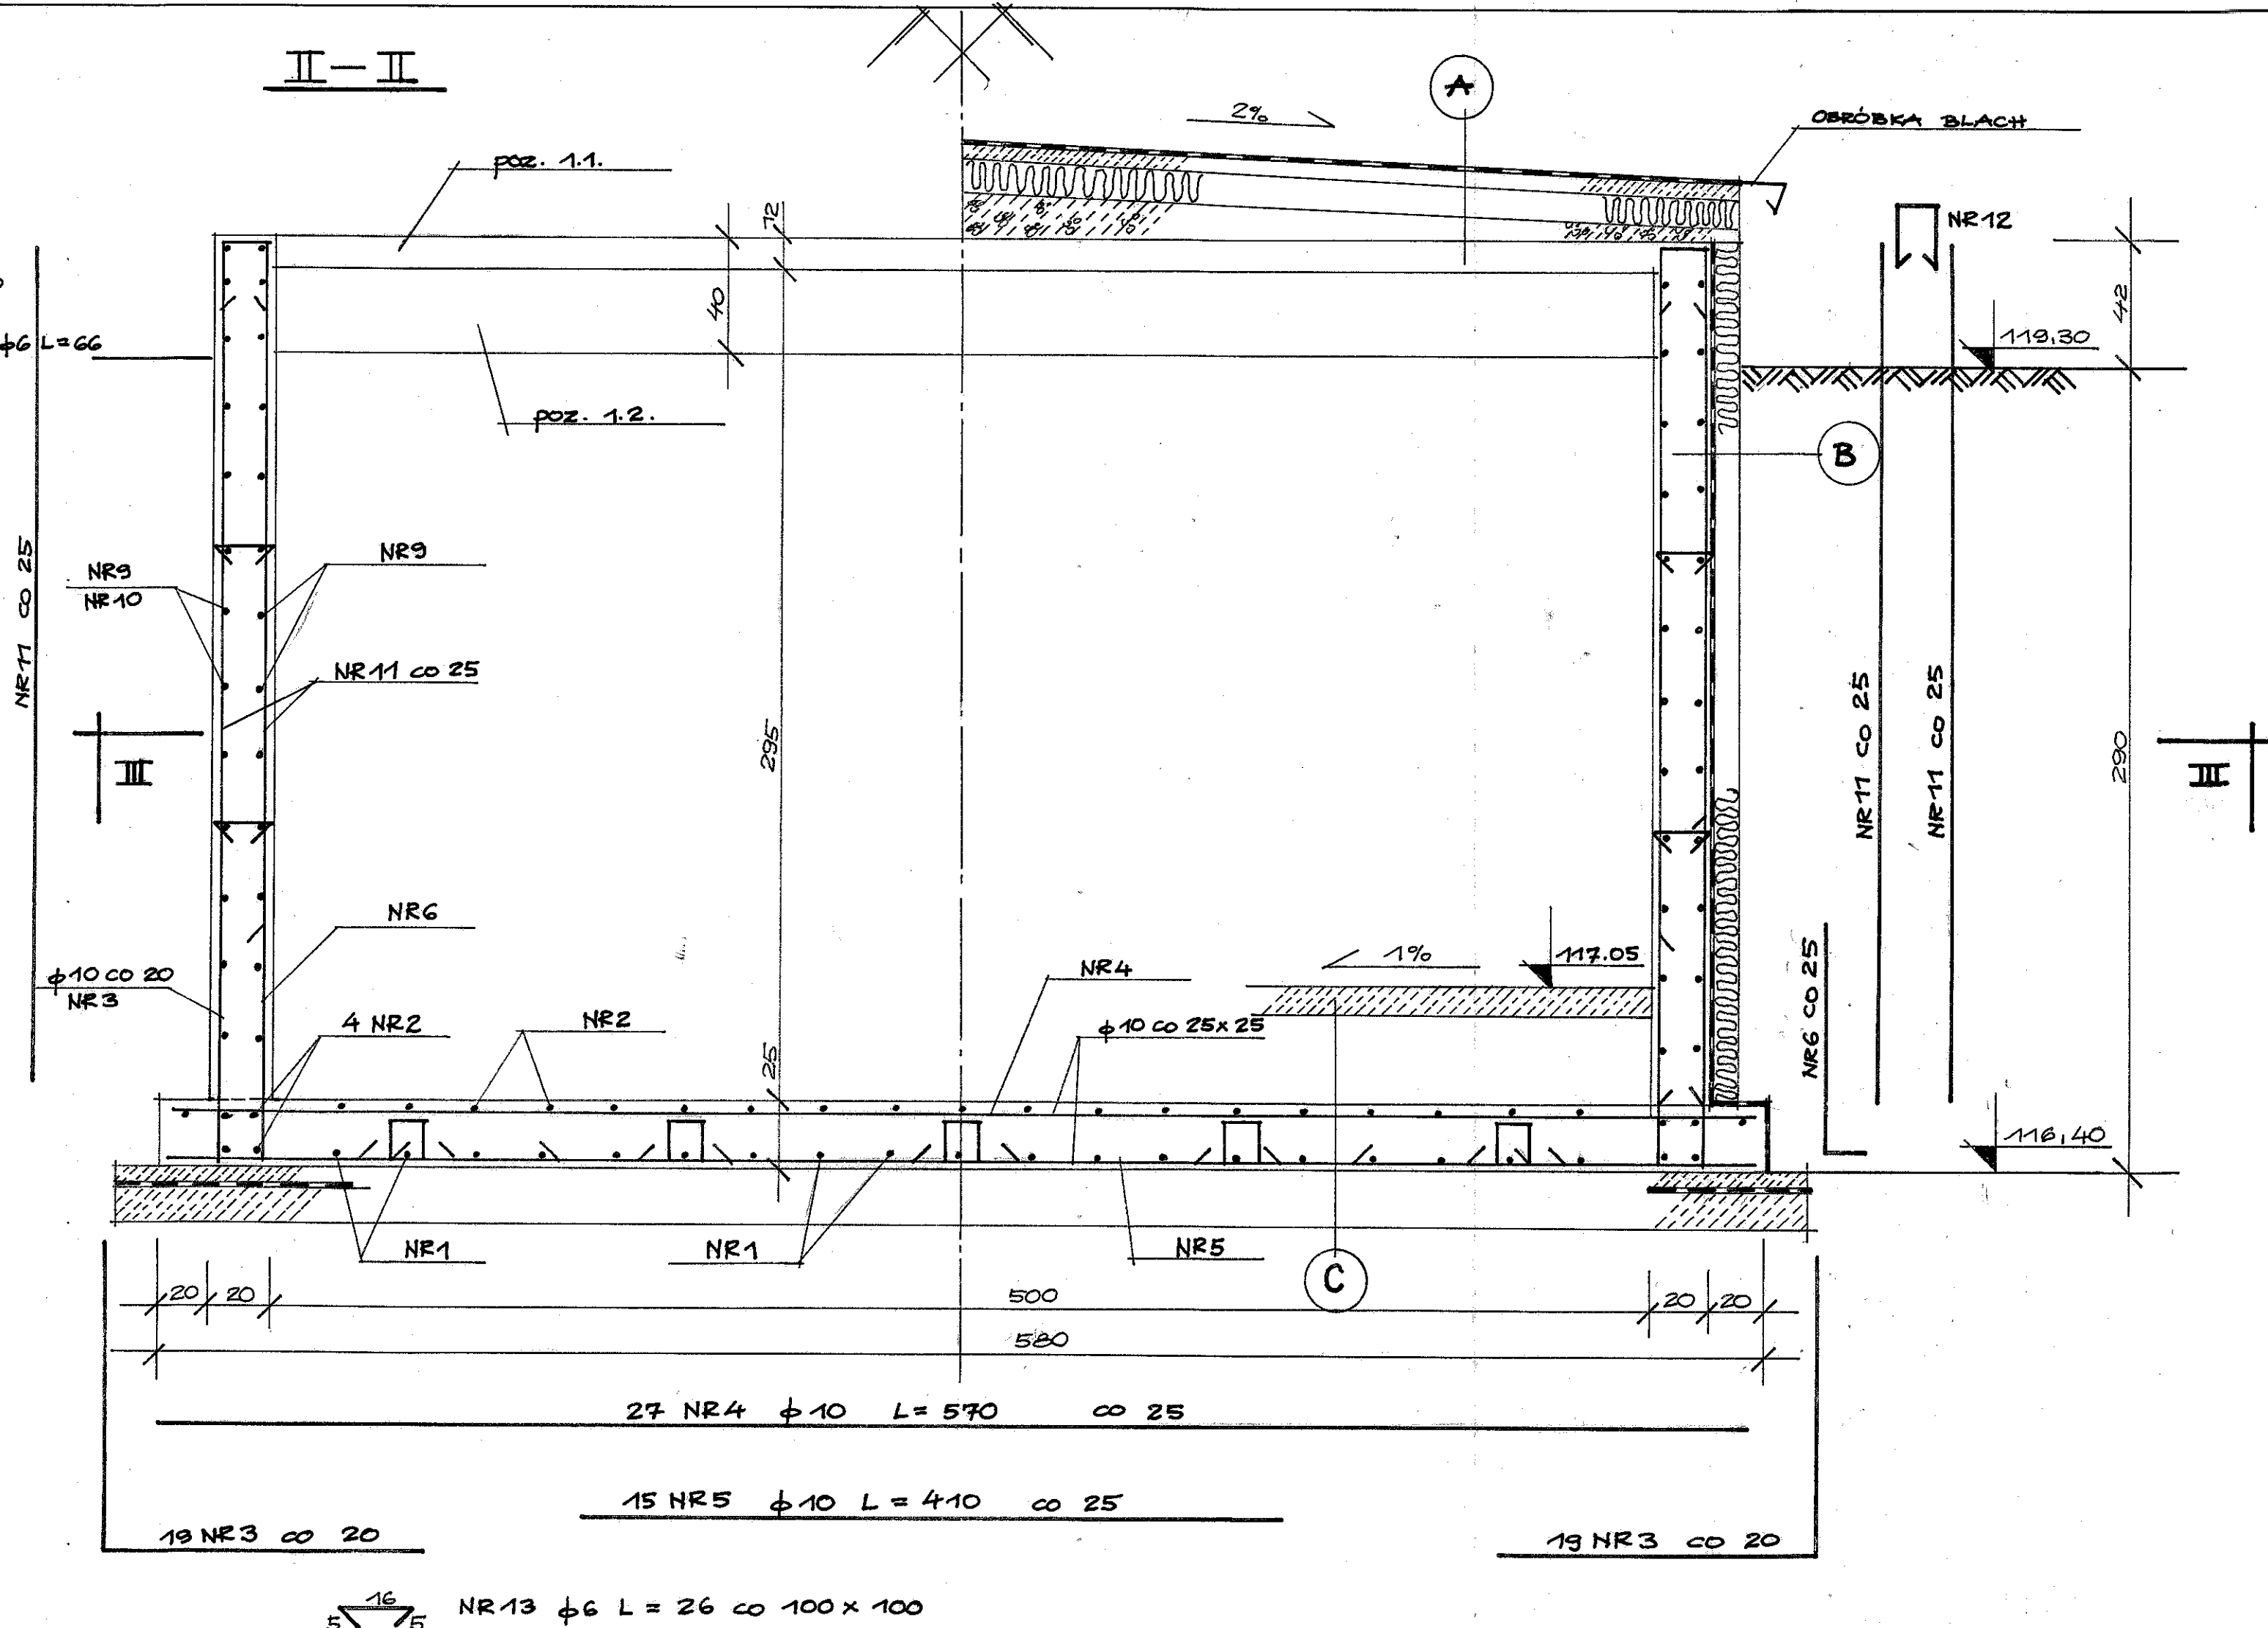 II-II
A
2%
OBRÓBKA BLACH
poz. 1.1.
12
NR12
40
42
ϕ6 L=66
119,30
poz. 1.2.
B
NR11 co 25
NR9
NR9
NR10
NR11 co 25
295
NR11 co 25
NR11 co 25
290
III
III
NR6
ϕ10 co 20
NR3
1%
117.05
NR4
NR6 co 25
4 NR2
NR2
ϕ10 co 25x25
25
116,40
NR1
NR1
NR5
C
20
20
500
20
20
580
27 NR4 ϕ10 L=570 co 25
15 NR5 ϕ10 L=410 co 25
19 NR3 co 20
19 NR3 co 20
16
5
5
NR13 ϕ6 L=26 co 100x100